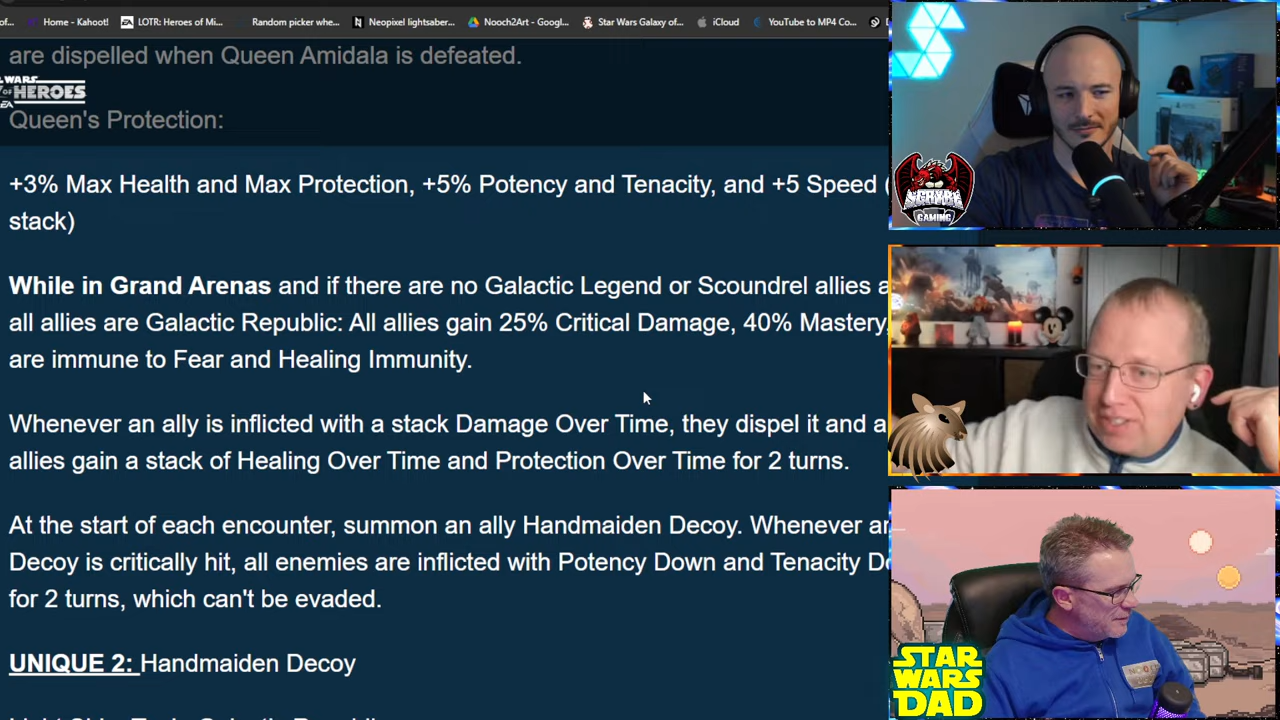 of...
Home - Kahoot!
LOTR: Heroes of Mi...
Random picker whe...
Neopixel lightsaber...
Nooch2Art - Googl...
Star Wars Galaxy of...
iCloud
YouTube to MP4 Co...
are dispelled when Queen Amidala is defeated.
STAR WARS
OF HEROES
EA
Queen's Protection:
+3% Max Health and Max Protection, +5% Potency and Tenacity, and +5 Speed (
stack)
While in Grand Arenas and if there are no Galactic Legend or Scoundrel allies a
all allies are Galactic Republic: All allies gain 25% Critical Damage, 40% Mastery,
are immune to Fear and Healing Immunity.
Whenever an ally is inflicted with a stack Damage Over Time, they dispel it and a
allies gain a stack of Healing Over Time and Protection Over Time for 2 turns.
At the start of each encounter, summon an ally Handmaiden Decoy. Whenever an
Decoy is critically hit, all enemies are inflicted with Potency Down and Tenacity Do
for 2 turns, which can't be evaded.
UNIQUE 2: Handmaiden Decoy
GAMING
STAR
WARS
DAD